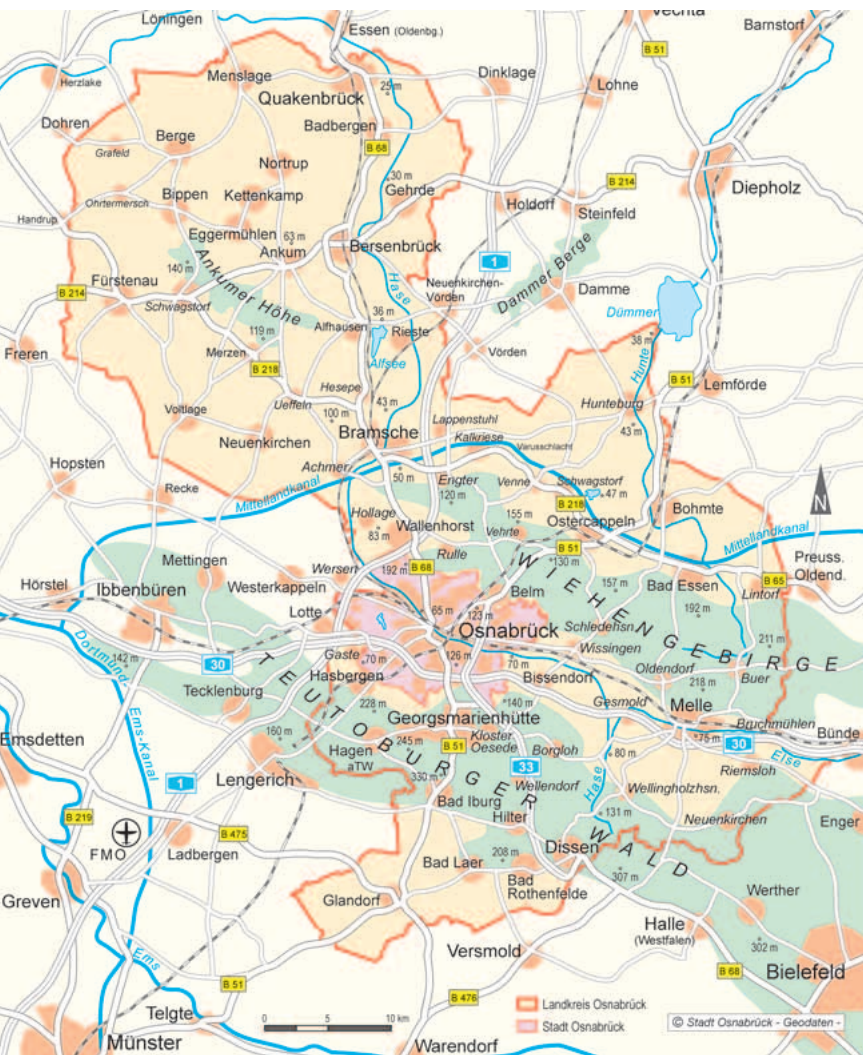 Löningen
Essen (Oldenbg.)
Vechta
Barnstorf
B 51
Herzlake
Menslage
Quakenbrück
25 m
Dinklage
Lohne
Dohren
Badbergen
Berge
Grafeld
B 68
Nortrup
30 m
Gehrde
B 214
Diepholz
Bippen
Kettenkamp
Ohrtermersch
Holdorf
Steinfeld
Handrup
Eggermühlen
63 m
Ankum
Bersenbrück
140 m
Ankumer Höhe
1
Dammer Berge
Hase
Neuenkirchen-
Vörden
Damme
Fürstenau
B 214
Schwagstorf
Dümmer
36 m
Alfhausen
Rieste
119 m
38 m
Freren
Merzen
Alfsee
Vörden
Hunte
B 218
Hesepe
B 51
Lemförde
Ueffeln
Hunteburg
Voltlage
43 m
100 m
Lappenstuhl
43 m
Neuenkirchen
Bramsche
Kalkriese
Varusschlacht
Hopsten
Achmer
50 m
Engter
Venne
Schwagstorf
Recke
Mittellandkanal
120 m
47 m
B 218
Bohmte
Hollage
155 m
Ostercappeln
Wallenhorst
83 m
Vehrte
Mittellandkanal
Mettingen
Rulle
B 51
Preuss.
Oldend.
Wersen
192 m
B 68
130 m
WIEHENGEBIRGE
157 m
Bad Essen
B 65
Hörstel
Ibbenbüren
Westerkappeln
Belm
Lintorf
Lotte
65 m
123 m
192 m
Osnabrück
Schledehsn.
Dortmund-
Ems-Kanal
211 m
Gaste
Wissingen
142 m
30
70 m
126 m
70 m
Oldendorf
Hasbergen
Bissendorf
Buer
TEUTOBURGER WALD
218 m
Tecklenburg
228 m
140 m
Gesmold
Melle
Georgsmarienhütte
Bruchmühlen
Emsdetten
160 m
Kloster
Oesede
Bünde
Hagen
aTW
245 m
B 51
Borgloh
75 m
30
80 m
Else
1
Lengerich
33
330 m
Wellendorf
Hase
Riemsloh
Wellingholzhsn.
Bad Iburg
B 219
131 m
Neuenkirchen
Enger
FMO
B 475
Hilter
Ladbergen
Dissen
208 m
Bad Laer
Greven
Glandorf
Bad
Rothenfelde
307 m
Werther
Halle
(Westfalen)
302 m
Versmold
Ems
Bielefeld
B 51
B 68
B 476
Telgte
0 5 10 km
Landkreis Osnabrück
Stadt Osnabrück
© Stadt Osnabrück - Geodaten -
Münster
Warendorf
N